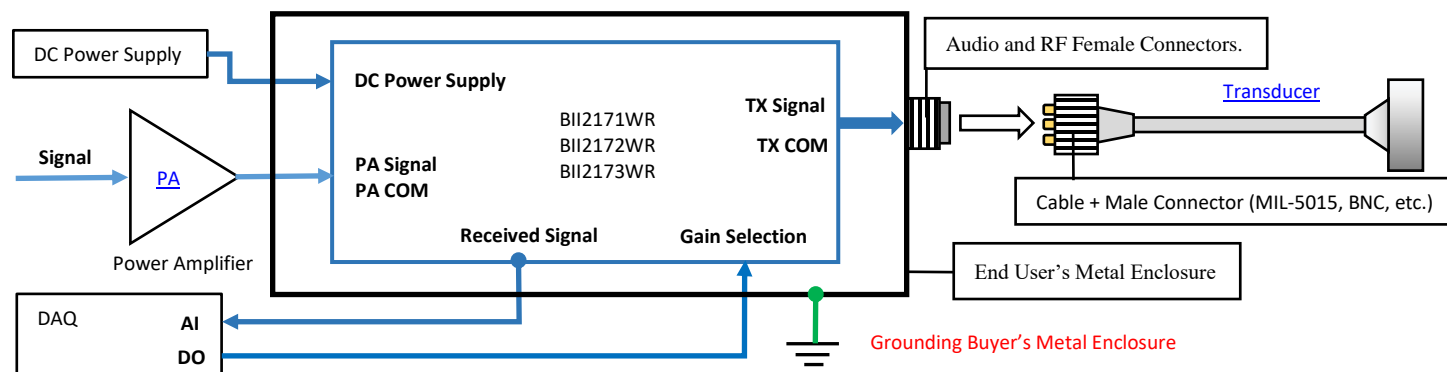 DC Power Supply
Signal
PA
Power Amplifier
DAQ
AI
DO
DC Power Supply
PA Signal
PA COM
BII2171WR
BII2172WR
BII2173WR
TX Signal
TX COM
Received Signal
Gain Selection
Audio and RF Female Connectors.
Transducer
Cable + Male Connector (MIL-5015, BNC, etc.)
End User's Metal Enclosure
Grounding Buyer's Metal Enclosure